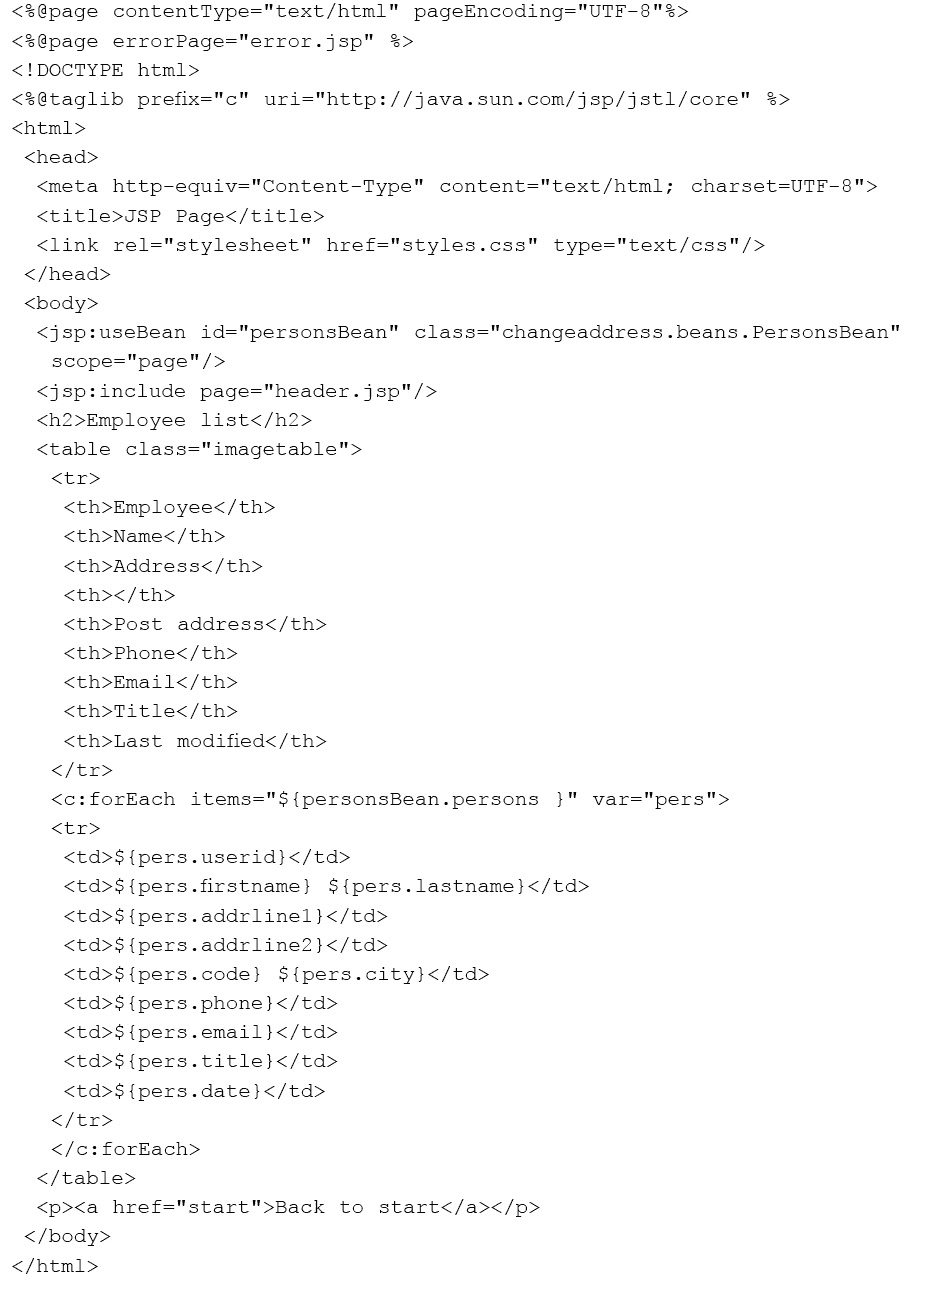 <%@page contentType="text/html" pageEncoding="UTF-8"%>
<%@page errorPage="error.jsp" %>
<!DOCTYPE html>
<%@taglib prefix="c" uri="http://java.sun.com/jsp/jstl/core" %>
<html>
 <head>
  <meta http-equiv="Content-Type" content="text/html; charset=UTF-8">
  <title>JSP Page</title>
  <link rel="stylesheet" href="styles.css" type="text/css"/>
 </head>
 <body>
  <jsp:useBean id="personsBean" class="changeaddress.beans.PersonsBean"
   scope="page"/>
  <jsp:include page="header.jsp"/>
  <h2>Employee list</h2>
  <table class="imagetable">
   <tr>
    <th>Employee</th>
    <th>Name</th>
    <th>Address</th>
    <th></th>
    <th>Post address</th>
    <th>Phone</th>
    <th>Email</th>
    <th>Title</th>
    <th>Last modified</th>
   </tr>
   <c:forEach items="${personsBean.persons }" var="pers">
   <tr>
    <td>${pers.userid}</td>
    <td>${pers.firstname} ${pers.lastname}</td>
    <td>${pers.addrline1}</td>
    <td>${pers.addrline2}</td>
    <td>${pers.code} ${pers.city}</td>
    <td>${pers.phone}</td>
    <td>${pers.email}</td>
    <td>${pers.title}</td>
    <td>${pers.date}</td>
   </tr>
   </c:forEach>
  </table>
  <p><a href="start">Back to start</a></p>
 </body>
</html>